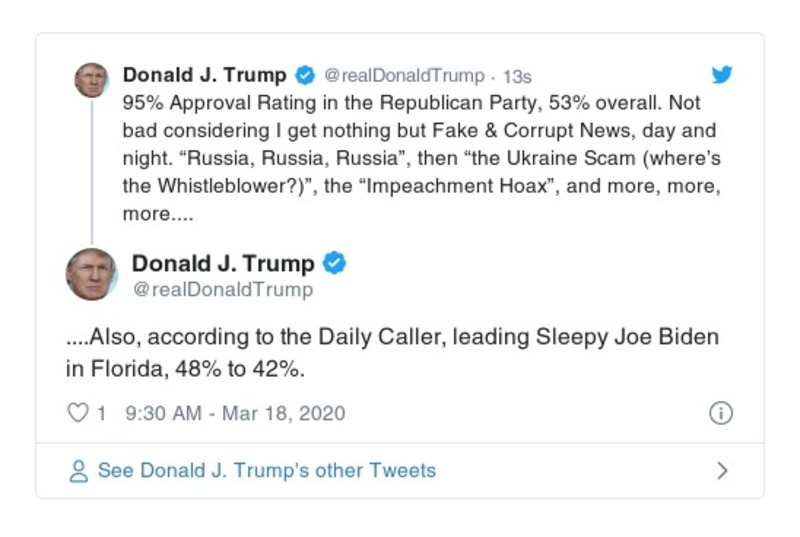 Donald J. Trump @realDonaldTrump · 13s
95% Approval Rating in the Republican Party, 53% overall. Not
bad considering I get nothing but Fake & Corrupt News, day and
night. “Russia, Russia, Russia”, then “the Ukraine Scam (where’s
the Whistleblower?)”, the “Impeachment Hoax”, and more, more,
more....
Donald J. Trump
@realDonaldTrump
....Also, according to the Daily Caller, leading Sleepy Joe Biden
in Florida, 48% to 42%.
1 9:30 AM - Mar 18, 2020
See Donald J. Trump's other Tweets